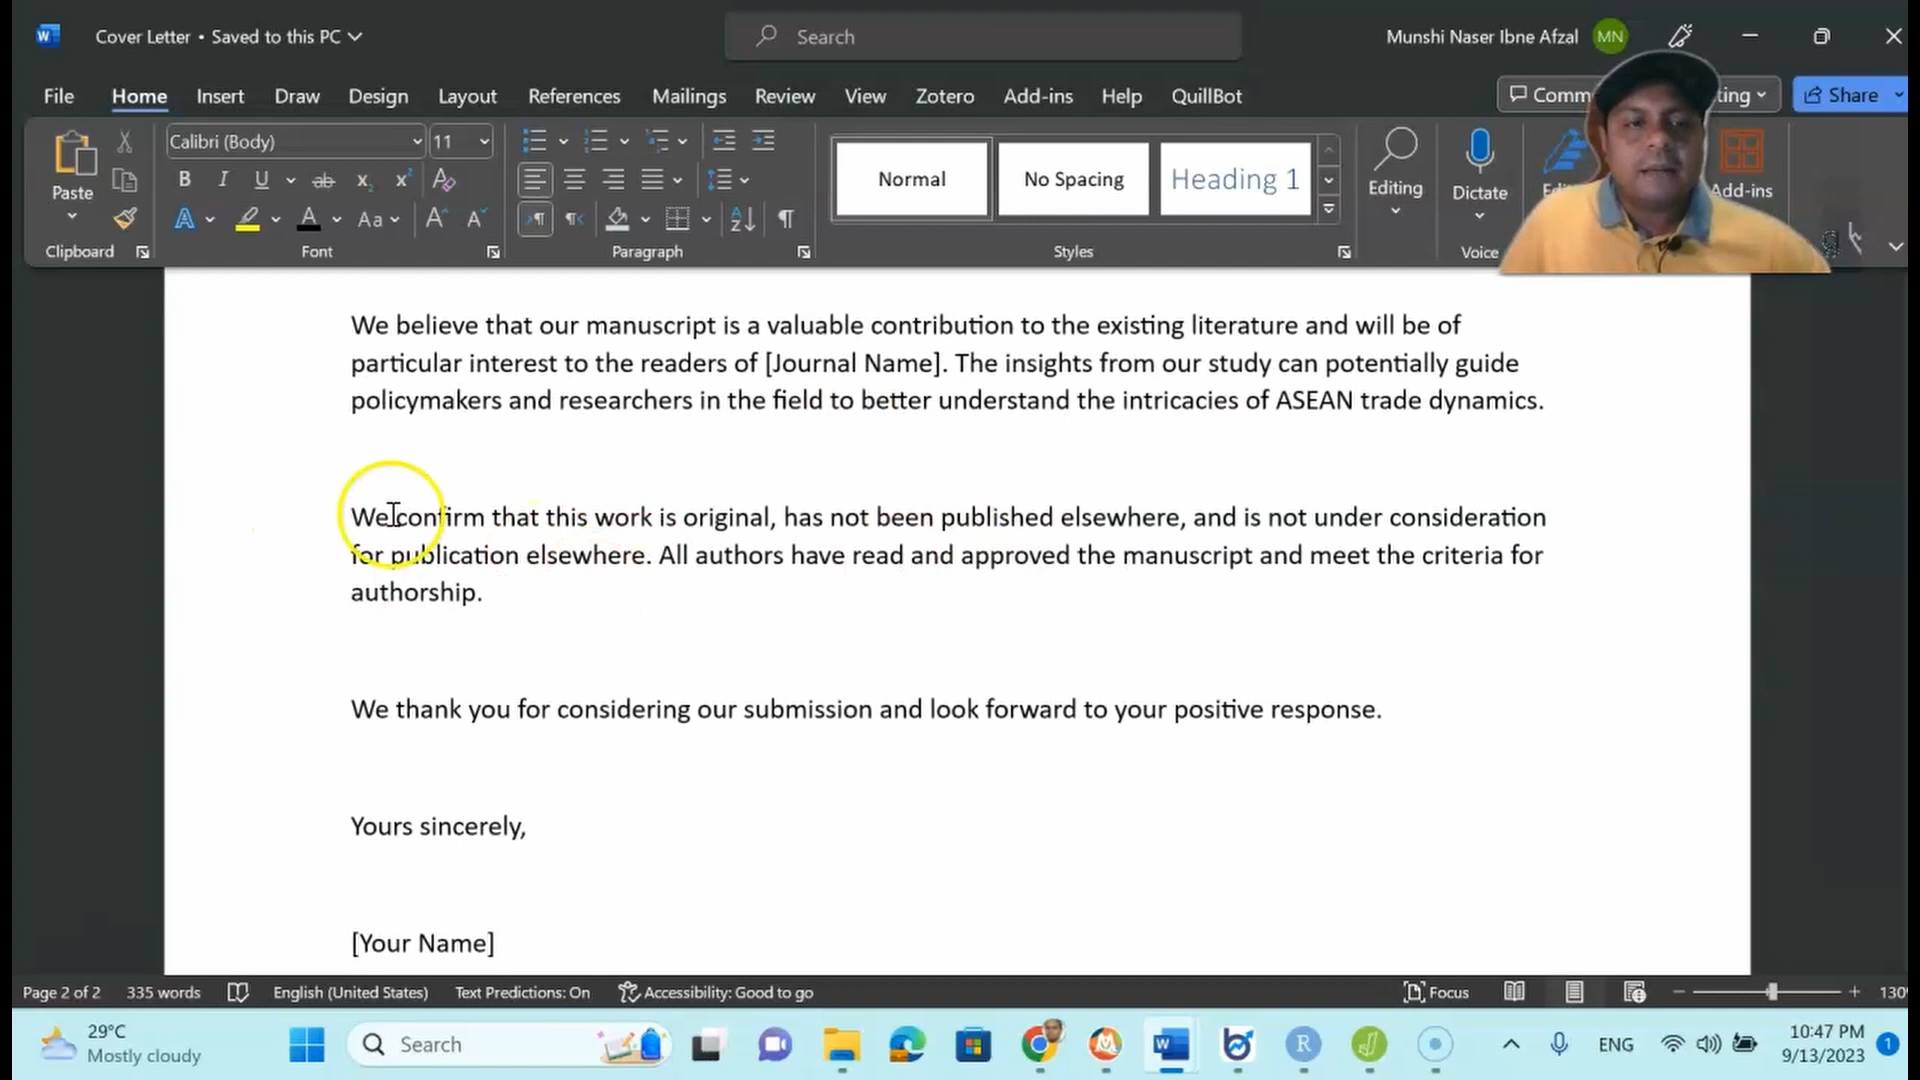 Cover Letter • Saved to this PC
Search
Munshi Naser Ibne Afzal
MN
File Home Insert Draw Design Layout References Mailings Review View Zotero Add-ins Help QuillBot
Share
Paste
Calibri (Body)
11
Normal
No Spacing
Heading 1
Editing
Dictate
Add-ins
Clipboard
Font
Paragraph
Styles
Voice
We believe that our manuscript is a valuable contribution to the existing literature and will be of
particular interest to the readers of [Journal Name]. The insights from our study can potentially guide
policymakers and researchers in the field to better understand the intricacies of ASEAN trade dynamics.
We confirm that this work is original, has not been published elsewhere, and is not under consideration
for publication elsewhere. All authors have read and approved the manuscript and meet the criteria for
authorship.
We thank you for considering our submission and look forward to your positive response.
Yours sincerely,
[Your Name]
Page 2 of 2 335 words English (United States) Text Predictions: On Accessibility: Good to go Focus
29°C
Mostly cloudy
Search
ENG
10:47 PM
9/13/2023
1